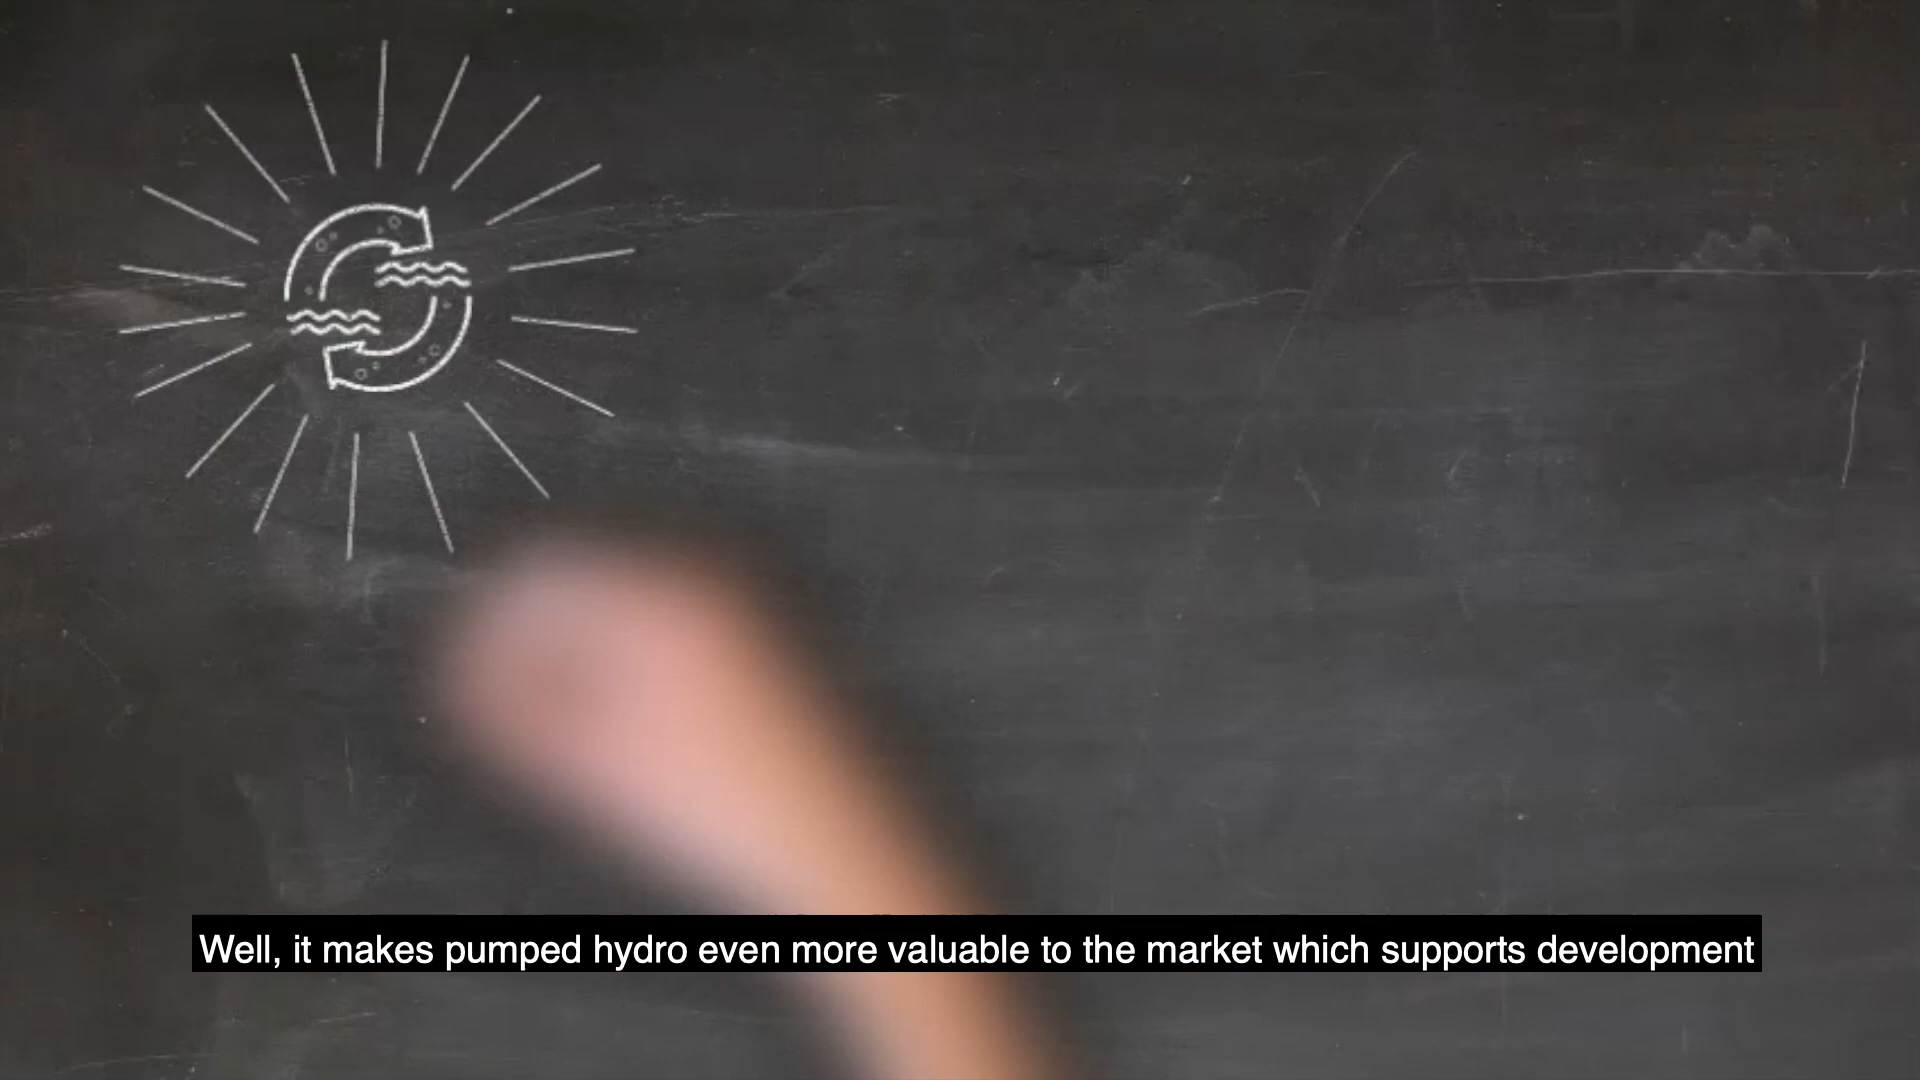 Well, it makes pumped hydro even more valuable to the market which supports development